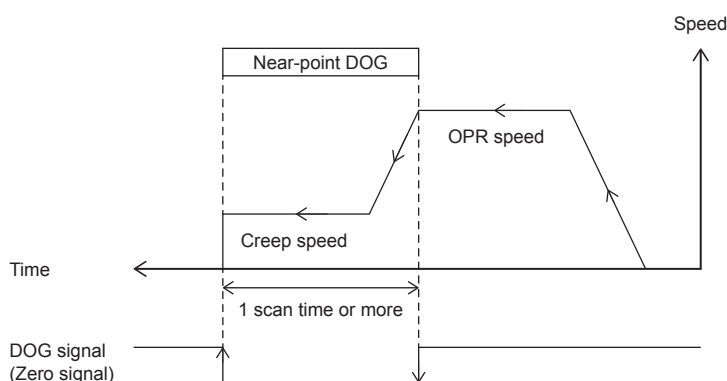 Speed
Near-point DOG
OPR speed
Creep speed
Time
1 scan time or more
DOG signal
(Zero signal)